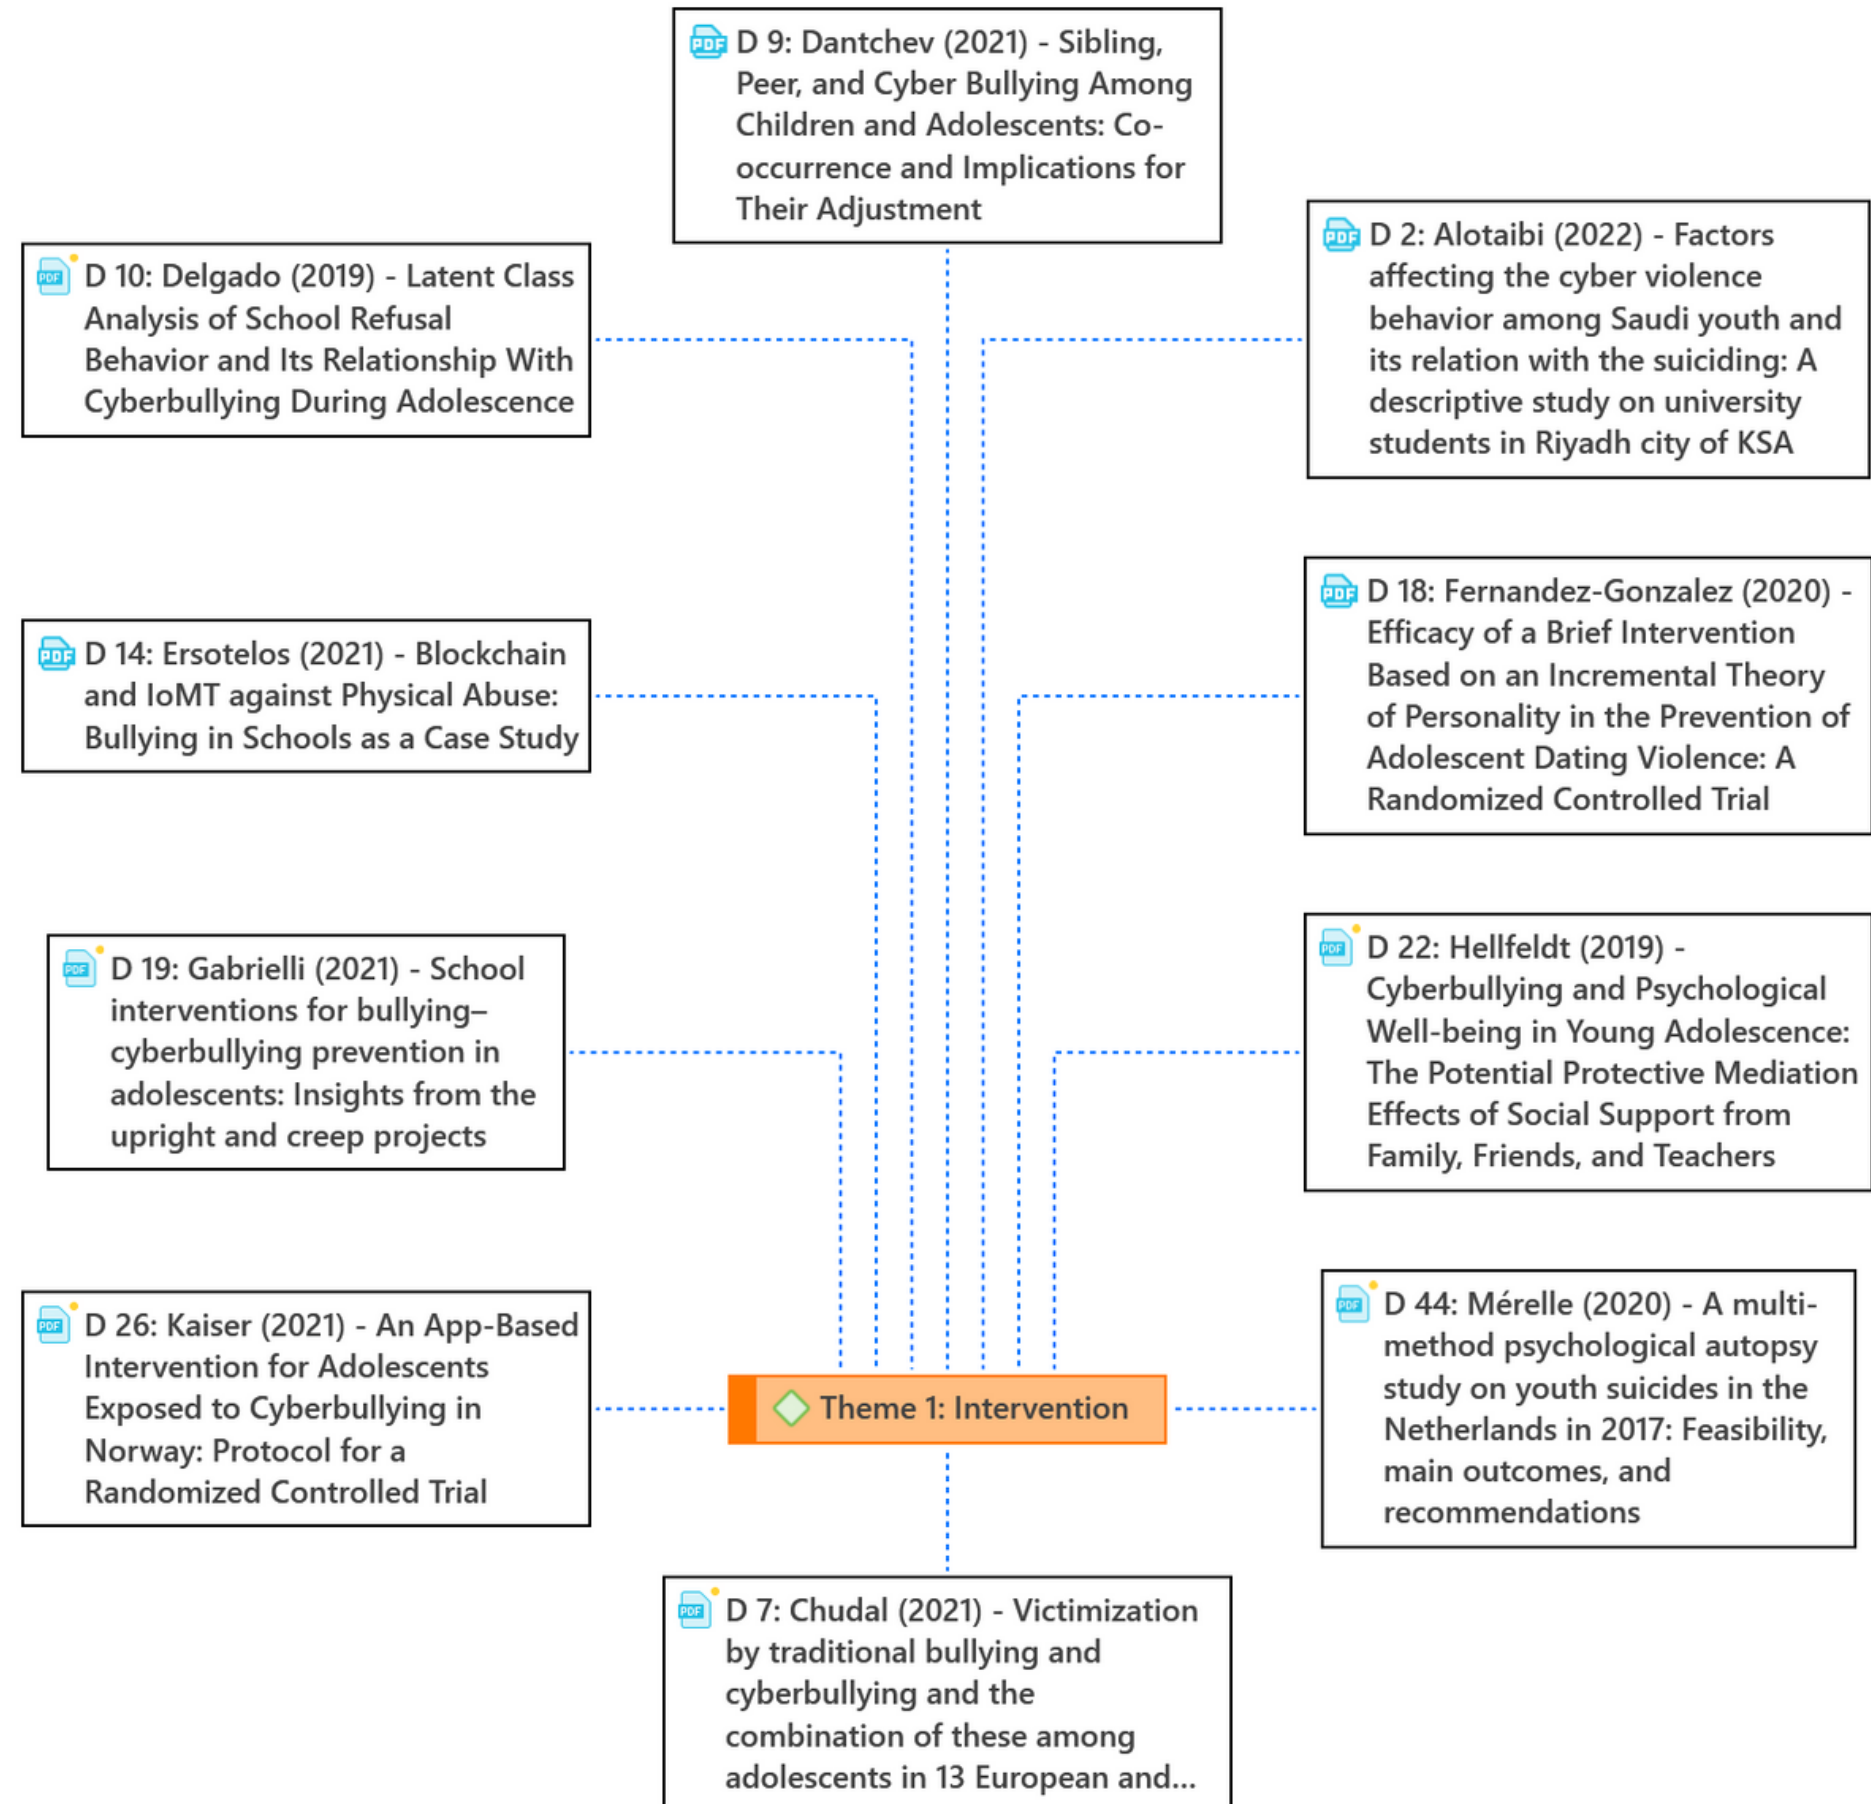 D 9: Dantchev (2021) - Sibling,
Peer, and Cyber Bullying Among
Children and Adolescents: Co-
occurrence and Implications for
Their Adjustment
D 2: Alotaibi (2022) - Factors
affecting the cyber violence
behavior among Saudi youth and
its relation with the suiciding: A
descriptive study on university
students in Riyadh city of KSA
D 10: Delgado (2019) - Latent Class
Analysis of School Refusal
Behavior and Its Relationship With
Cyberbullying During Adolescence
D 18: Fernandez-Gonzalez (2020) -
Efficacy of a Brief Intervention
Based on an Incremental Theory
of Personality in the Prevention of
Adolescent Dating Violence: A
Randomized Controlled Trial
D 14: Ersotelos (2021) - Blockchain
and IoMT against Physical Abuse:
Bullying in Schools as a Case Study
D 22: Hellfeldt (2019) -
Cyberbullying and Psychological
Well-being in Young Adolescence:
The Potential Protective Mediation
Effects of Social Support from
Family, Friends, and Teachers
D 19: Gabrielli (2021) - School
interventions for bullying–
cyberbullying prevention in
adolescents: Insights from the
upright and creep projects
D 44: Mérelle (2020) - A multi-
method psychological autopsy
study on youth suicides in the
Netherlands in 2017: Feasibility,
main outcomes, and
recommendations
D 26: Kaiser (2021) - An App-Based
Intervention for Adolescents
Exposed to Cyberbullying in
Norway: Protocol for a
Randomized Controlled Trial
Theme 1: Intervention
D 7: Chudal (2021) - Victimization
by traditional bullying and
cyberbullying and the
combination of these among
adolescents in 13 European and...
PDF
PDF
PDF
PDF
PDF
PDF
PDF
PDF
PDF
PDF